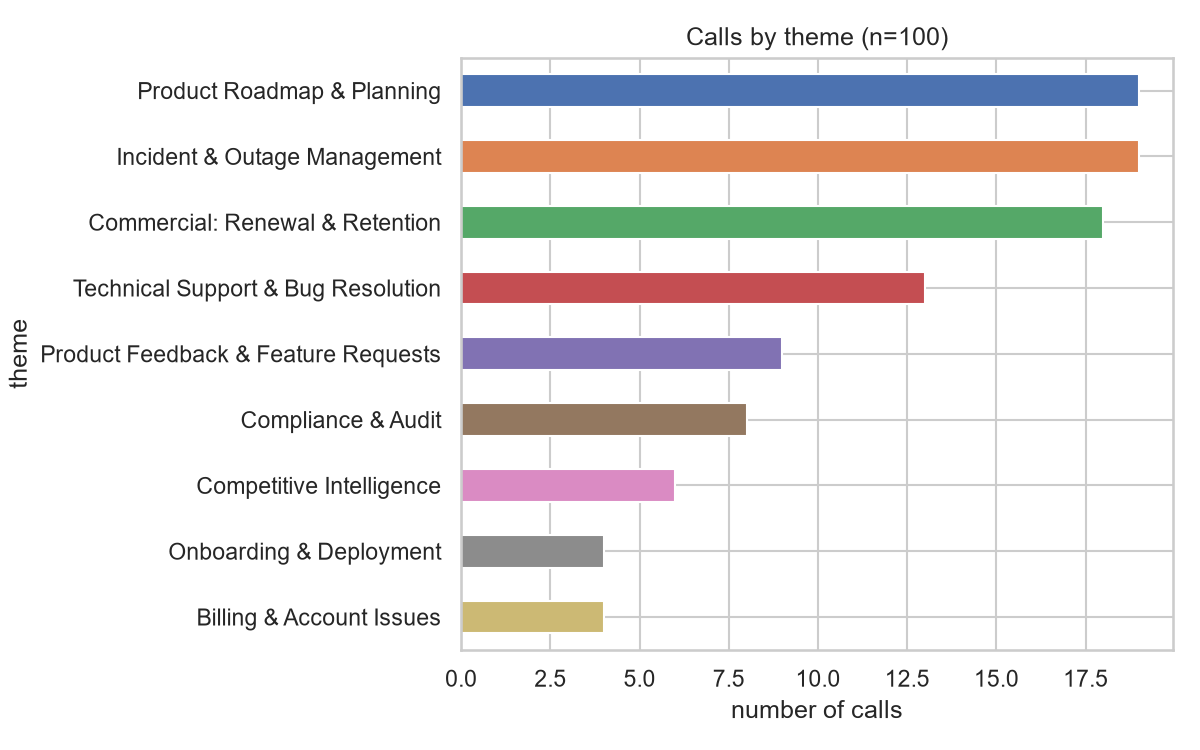 Calls by theme (n=100)
theme
Product Roadmap & Planning
Incident & Outage Management
Commercial: Renewal & Retention
Technical Support & Bug Resolution
Product Feedback & Feature Requests
Compliance & Audit
Competitive Intelligence
Onboarding & Deployment
Billing & Account Issues
0.0 2.5 5.0 7.5 10.0 12.5 15.0 17.5
number of calls